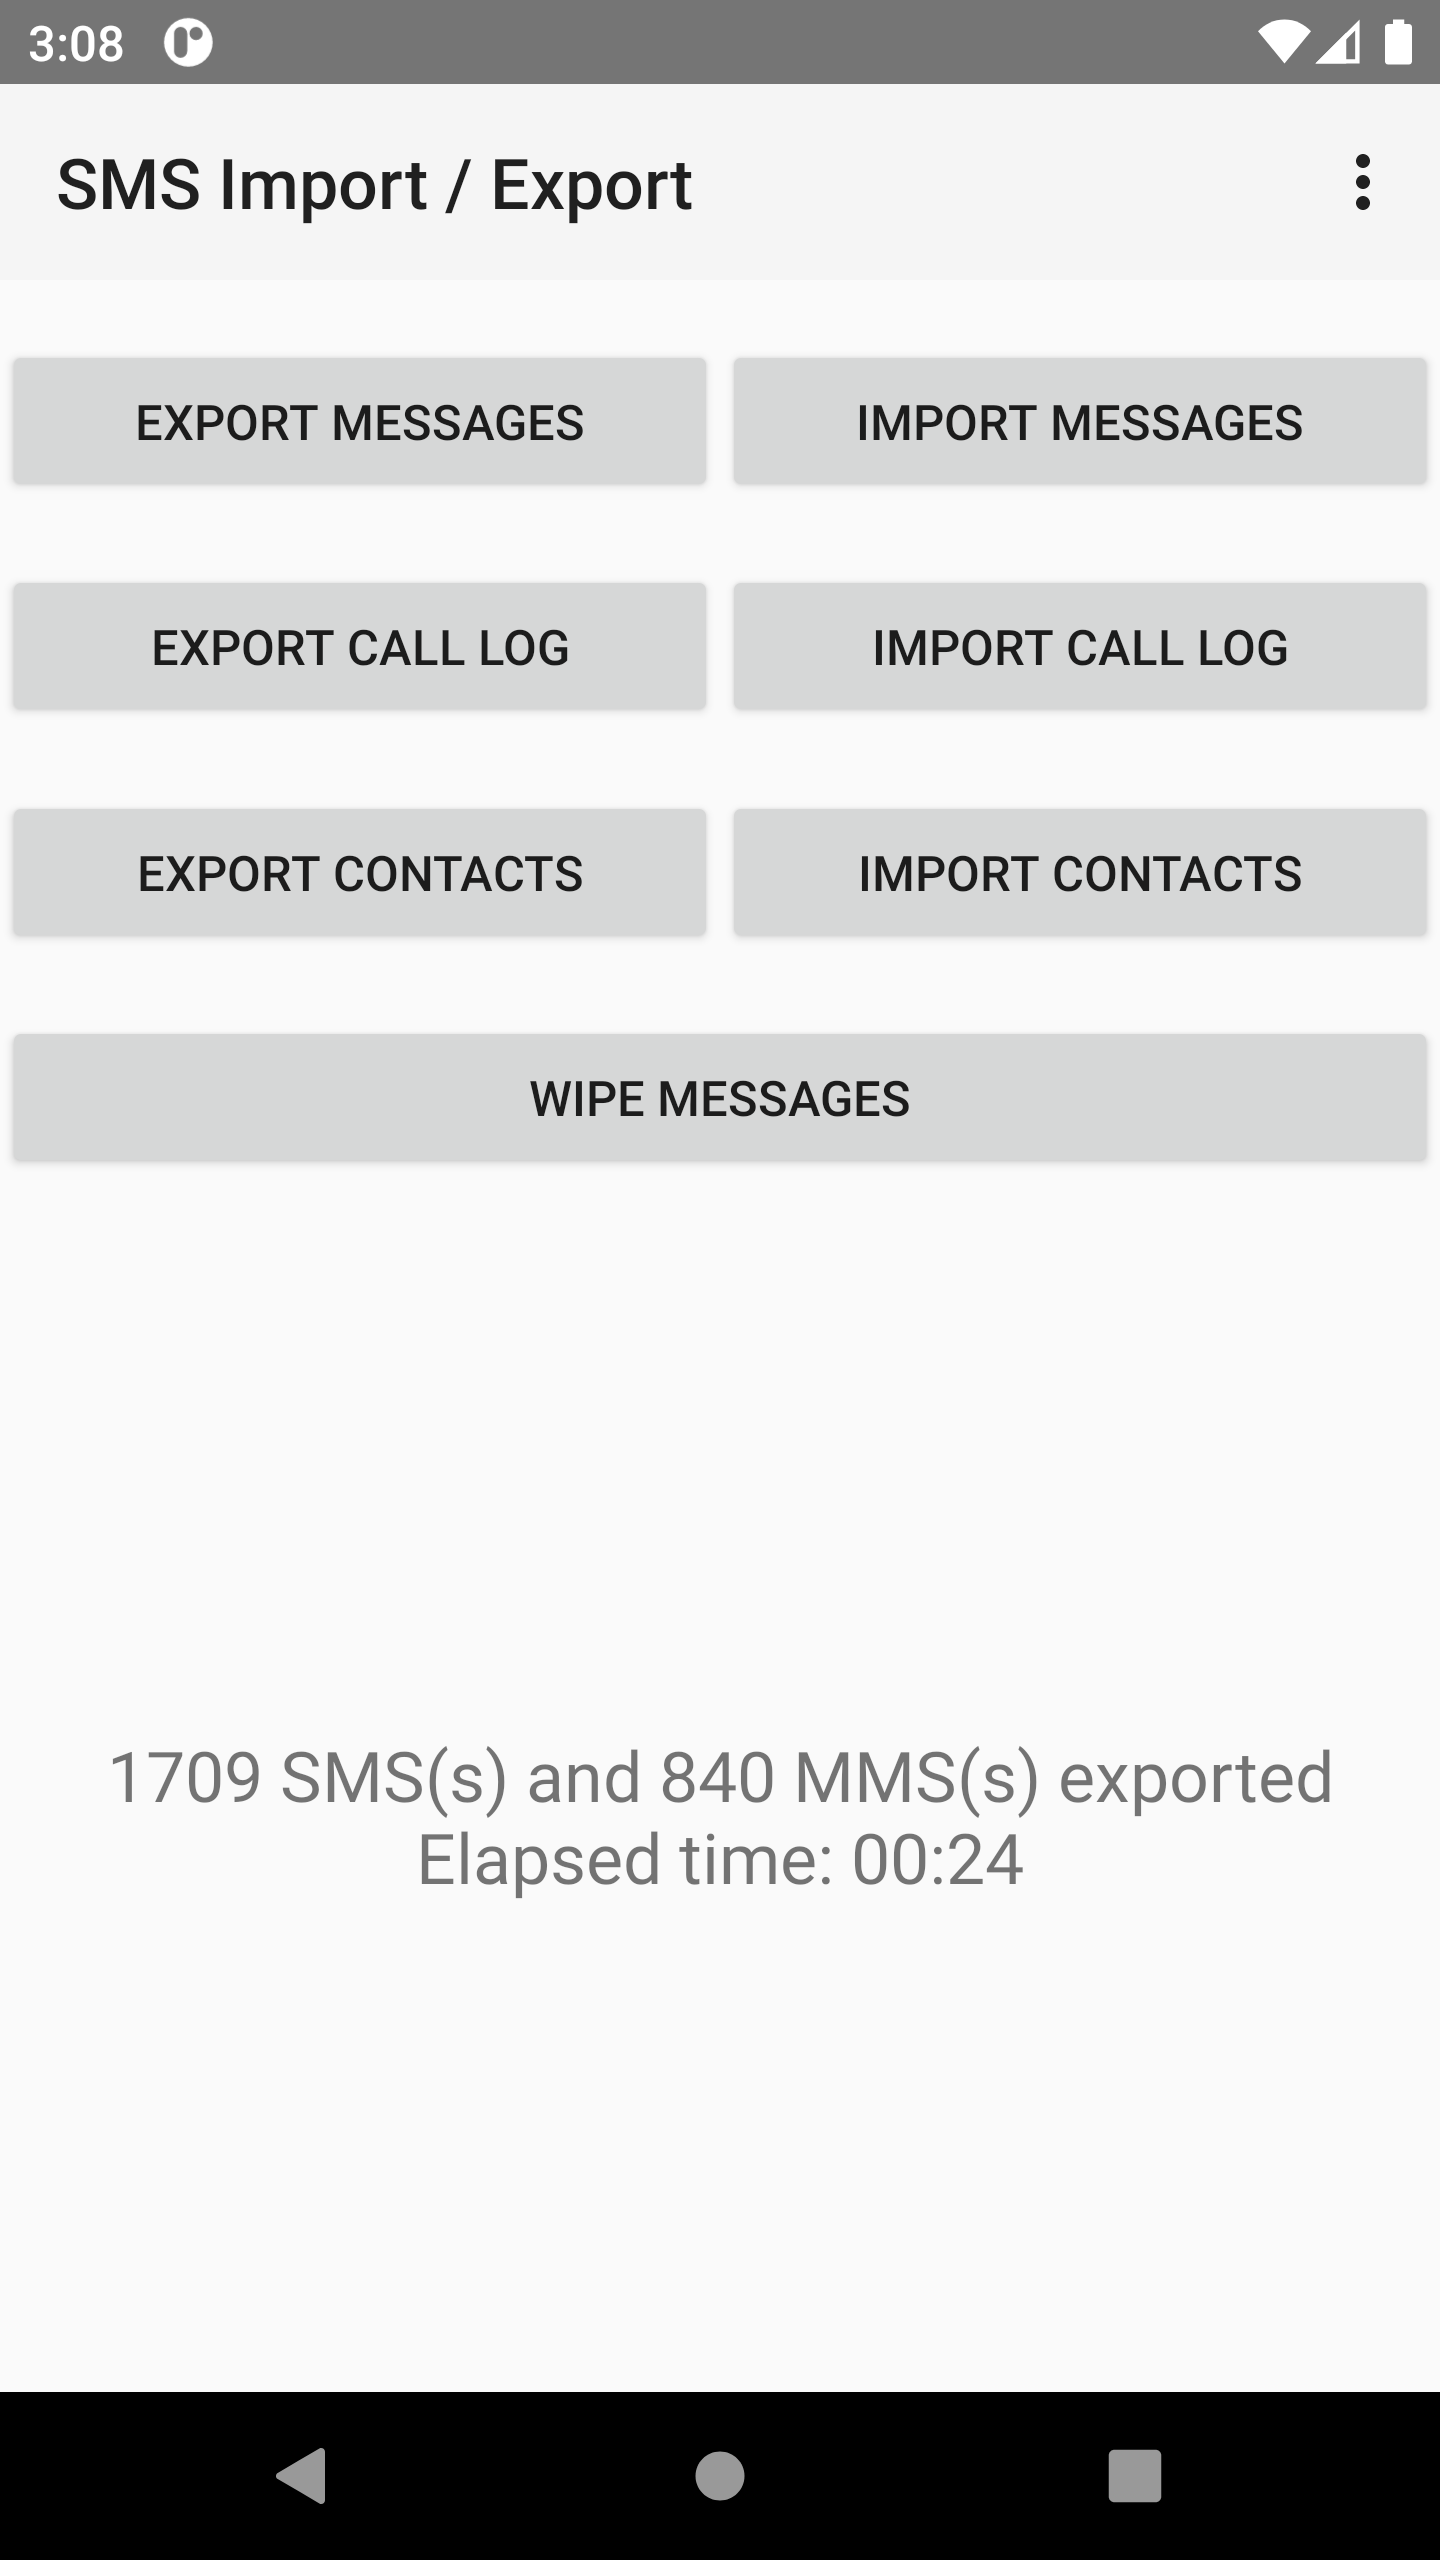 3:08
SMS Import / Export
EXPORT MESSAGES
IMPORT MESSAGES
EXPORT CALL LOG
IMPORT CALL LOG
EXPORT CONTACTS
IMPORT CONTACTS
WIPE MESSAGES
1709 SMS(s) and 840 MMS(s) exported
Elapsed time: 00:24